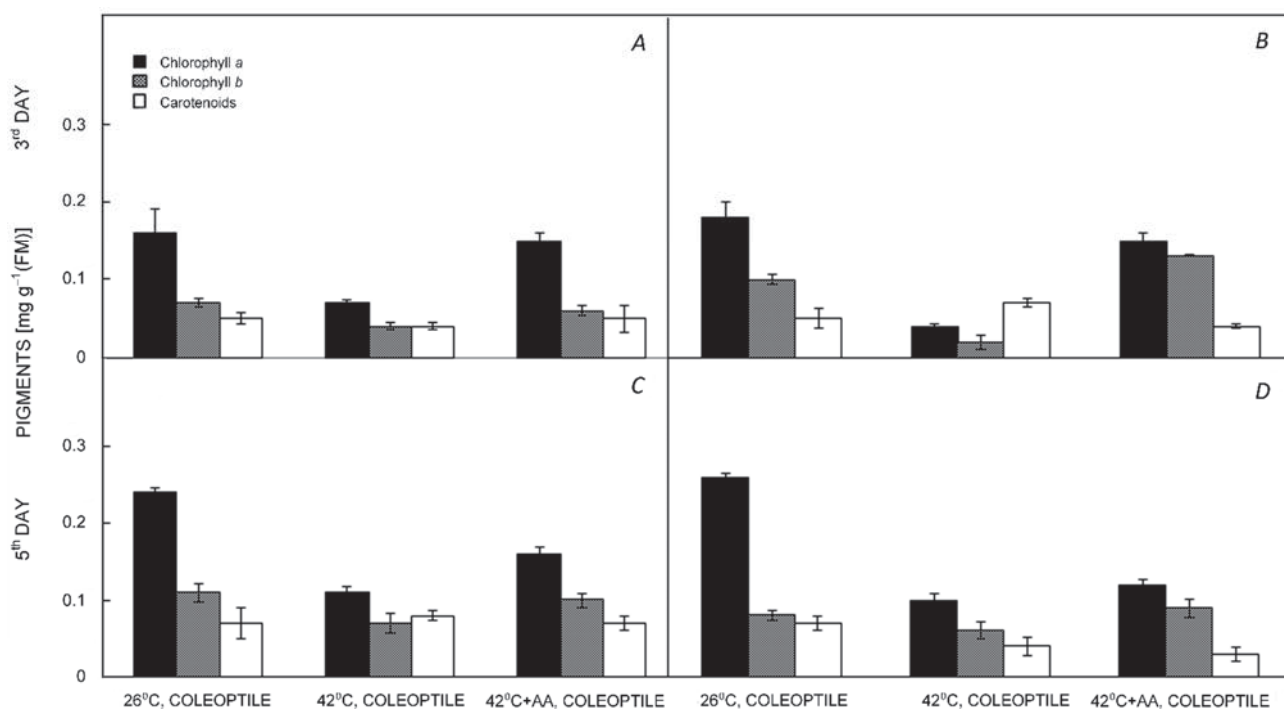 A
B
Chlorophyll a
Chlorophyll b
Carotenoids
3rd DAY
0.3
0.2
0.1
0
PIGMENTS [mg g−1(FM)]
C
D
5th DAY
0.3
0.2
0.1
0
26⁰C, COLEOPTILE
42⁰C, COLEOPTILE
42⁰C+AA, COLEOPTILE
26⁰C, COLEOPTILE
42⁰C, COLEOPTILE
42⁰C+AA, COLEOPTILE